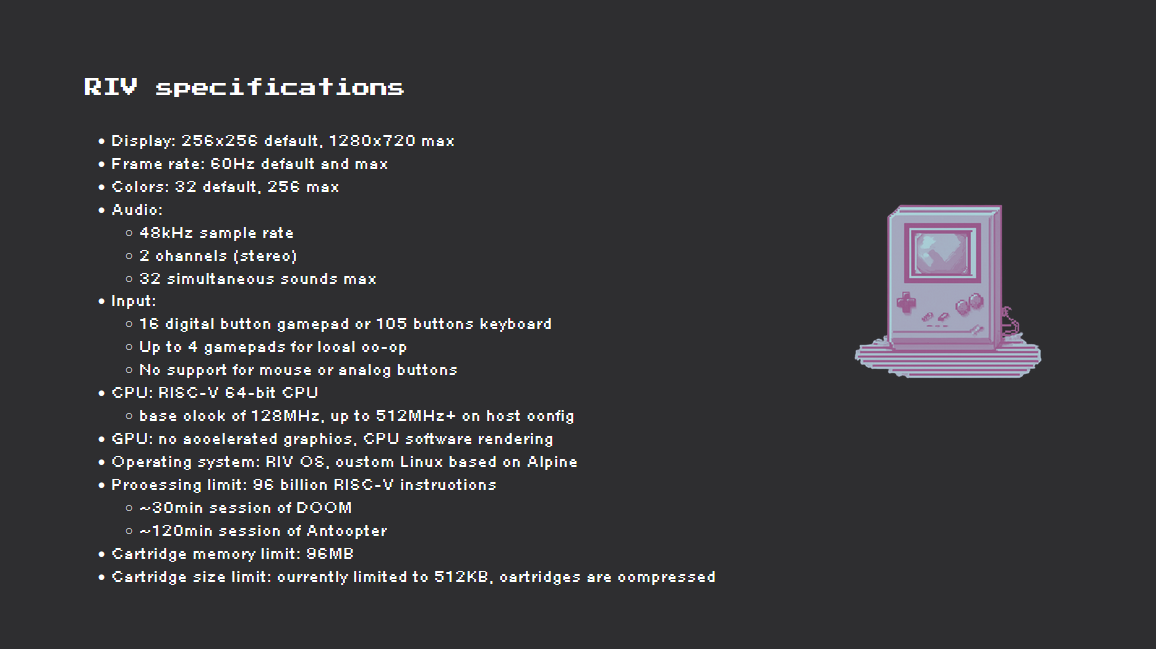 RIV specifications
• Display: 256x256 default, 1280x720 max
• Frame rate: 60Hz default and max
• Colors: 32 default, 256 max
• Audio:
○ 48kHz sample rate
○ 2 channels (stereo)
○ 32 simultaneous sounds max
• Input:
○ 16 digital button gamepad or 105 buttons keyboard
○ Up to 4 gamepads for local co-op
○ No support for mouse or analog buttons
• CPU: RISC-V 64-bit CPU
○ base clock of 128MHz, up to 512MHz+ on host config
• GPU: no accelerated graphics, CPU software rendering
• Operating system: RIV OS, custom Linux based on Alpine
• Processing limit: 96 billion RISC-V instructions
○ ~30min session of DOOM
○ ~120min session of Antcopter
• Cartridge memory limit: 96MB
• Cartridge size limit: currently limited to 512KB, cartridges are compressed